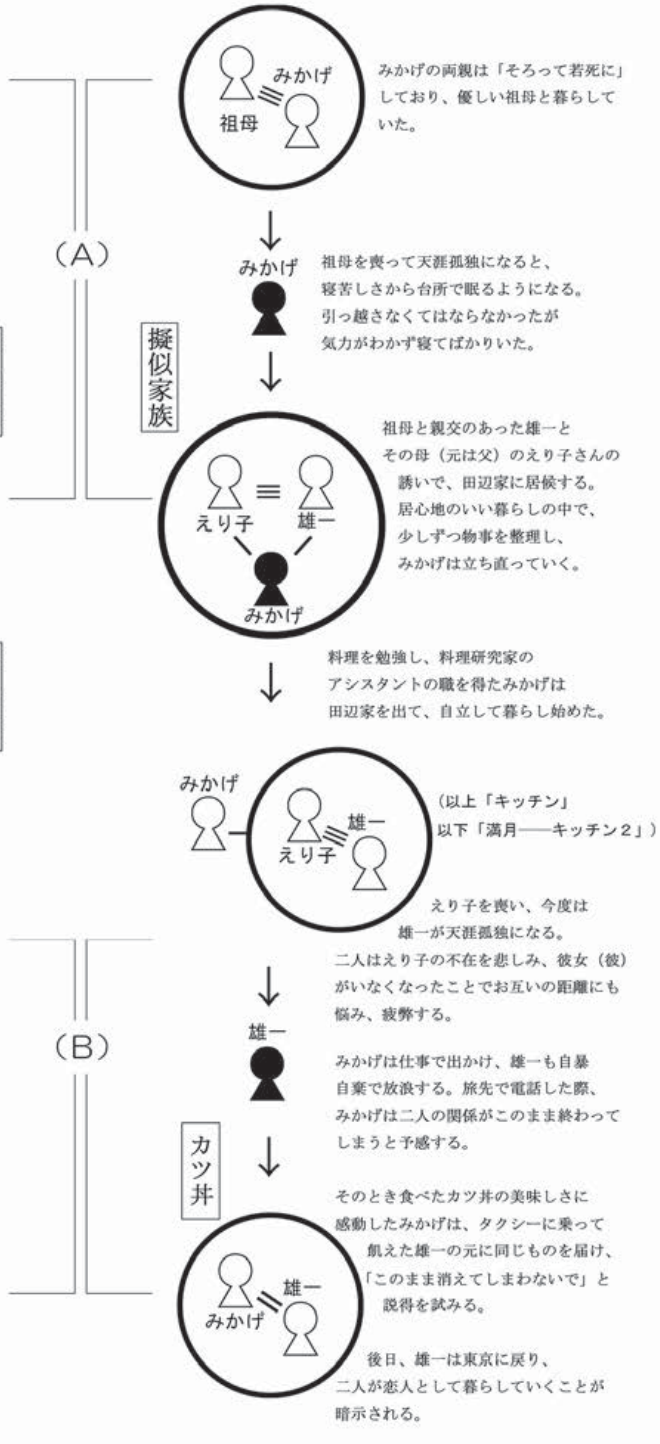 みかげ
祖母
みかげの両親は「そろって若死に」
しており、優しい祖母と暮らして
いた。
（A）
みかげ
祖母を喪って天涯孤独になると、
寝苦しさから台所で眠るようになる。
引っ越さなくてはならなかったが
気力がわかず寝てばかりいた。
擬似家族
えり子
雄一
みかげ
祖母と親交のあった雄一と
その母（元は父）のえり子さんの
誘いで、田辺家に居候する。
居心地のいい暮らしの中で、
少しずつ物事を整理し、
みかげは立ち直っていく。
料理を勉強し、料理研究家の
アシスタントの職を得たみかげは
田辺家を出て、自立して暮らし始めた。
みかげ
雄一
えり子
（以上「キッチン」
以下「満月──キッチン２」）
えり子を喪い、今度は
雄一が天涯孤独になる。
二人はえり子の不在を悲しみ、彼女（彼）
がいなくなったことでお互いの距離にも
悩み、疲弊する。
（B）
雄一
みかげは仕事で出かけ、雄一も自暴
自棄で放浪する。旅先で電話した際、
みかげは二人の関係がこのまま終わって
しまうと予感する。
カツ丼
そのとき食べたカツ丼の美味しさに
感動したみかげは、タクシーに乗って
飢えた雄一の元に同じものを届け、
「このまま消えてしまわないで」と
説得を試みる。
雄一
みかげ
後日、雄一は東京に戻り、
二人が恋人として暮らしていくことが
暗示される。